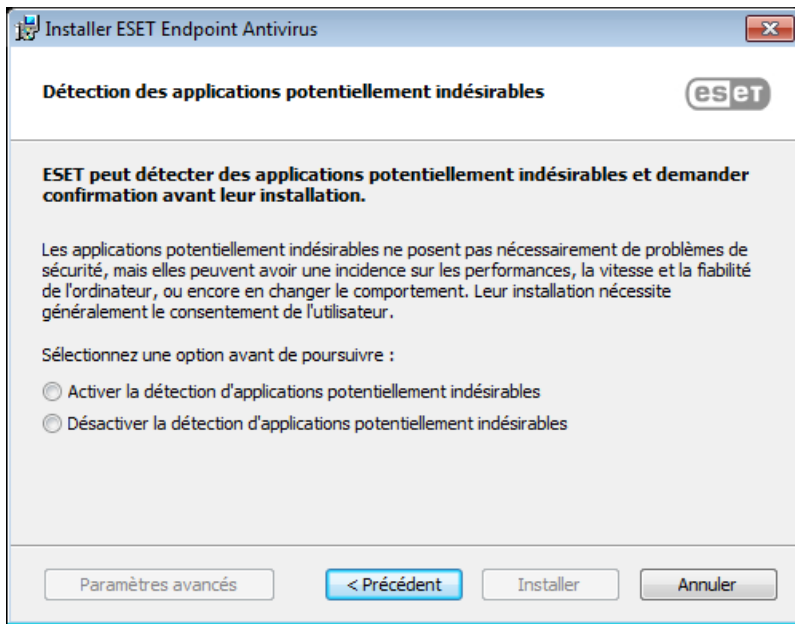 Installer ESET Endpoint Antivirus
Détection des applications potentiellement indésirables
eseT
ESET peut détecter des applications potentiellement indésirables et demander
confirmation avant leur installation.
Les applications potentiellement indésirables ne posent pas nécessairement de problèmes de
sécurité, mais elles peuvent avoir une incidence sur les performances, la vitesse et la fiabilité
de l'ordinateur, ou encore en changer le comportement. Leur installation nécessite
généralement le consentement de l'utilisateur.
Sélectionnez une option avant de poursuivre :
Activer la détection d'applications potentiellement indésirables
Désactiver la détection d'applications potentiellement indésirables
Paramètres avancés
< Précédent
Installer
Annuler